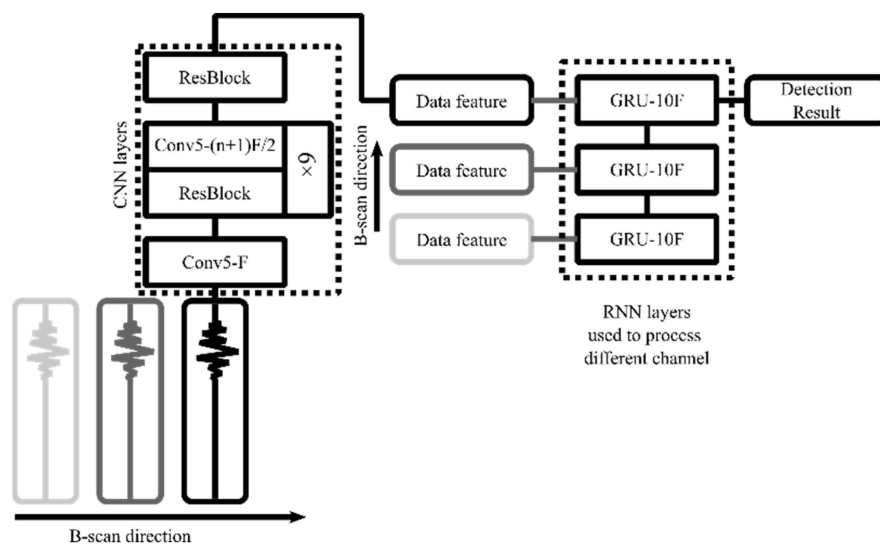 ResBlock
Conv5-(n+1)F/2
ResBlock
×9
Conv5-F
CNN layers
B-scan direction
Data feature
Data feature
Data feature
B-scan direction
GRU-10F
GRU-10F
GRU-10F
RNN layers
used to process
different channel
Detection
Result